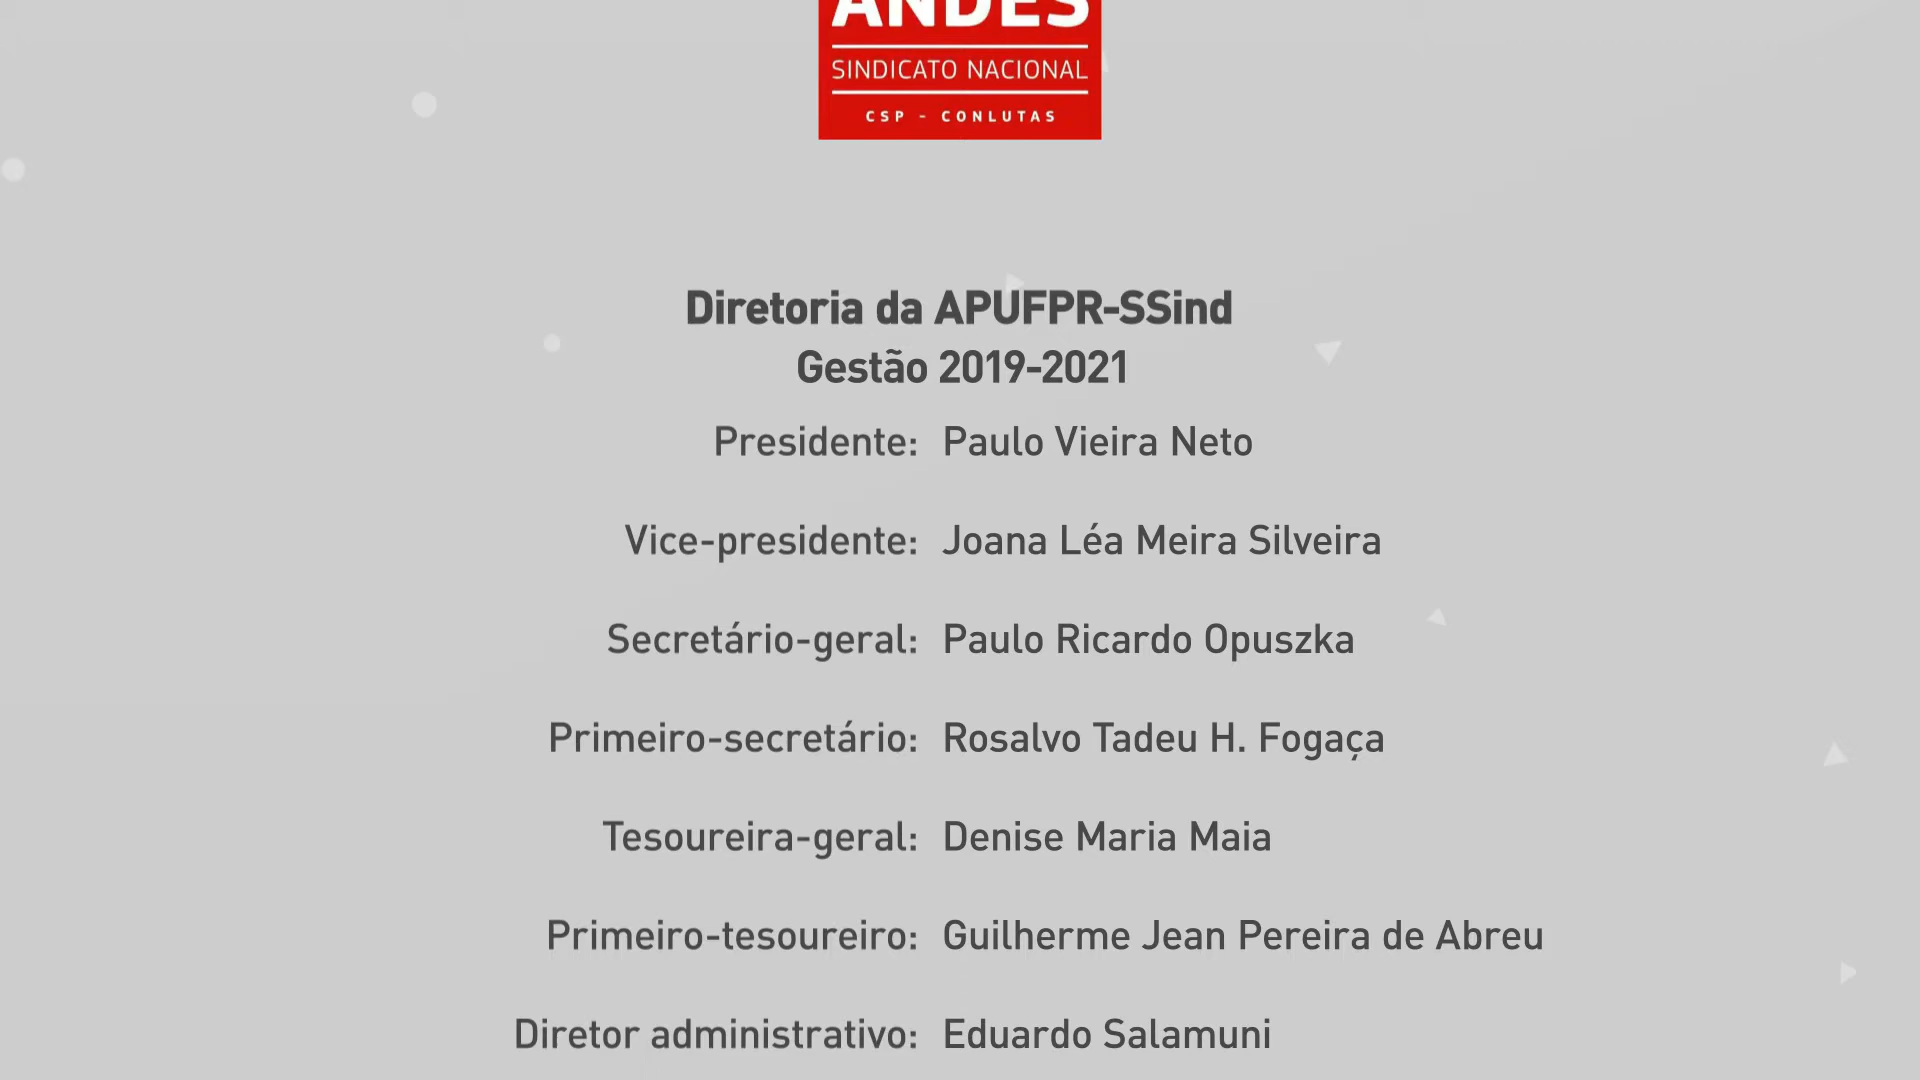 ANDES
SINDICATO NACIONAL
CSP - CONLUTAS
Diretoria da APUFPR-SSind
Gestão 2019-2021
Presidente: Paulo Vieira Neto
Vice-presidente: Joana Léa Meira Silveira
Secretário-geral: Paulo Ricardo Opuszka
Primeiro-secretário: Rosalvo Tadeu H. Fogaça
Tesoureira-geral: Denise Maria Maia
Primeiro-tesoureiro: Guilherme Jean Pereira de Abreu
Diretor administrativo: Eduardo Salamuni